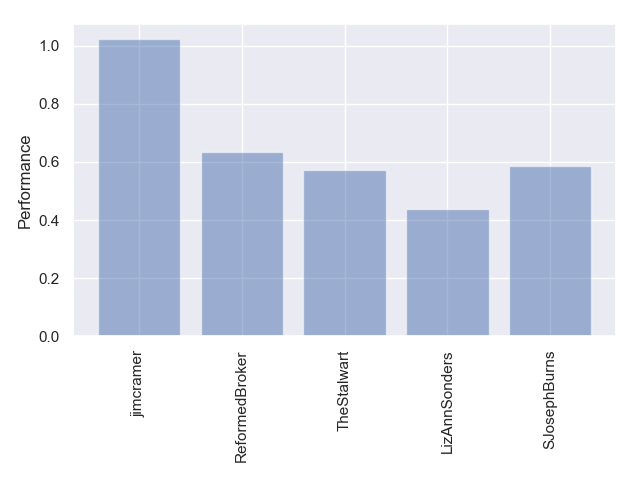 1.0
0.8
0.6
0.4
0.2
0.0
Performance
jimcramer
ReformedBroker
TheStalwart
LizAnnSonders
SJosephBurns